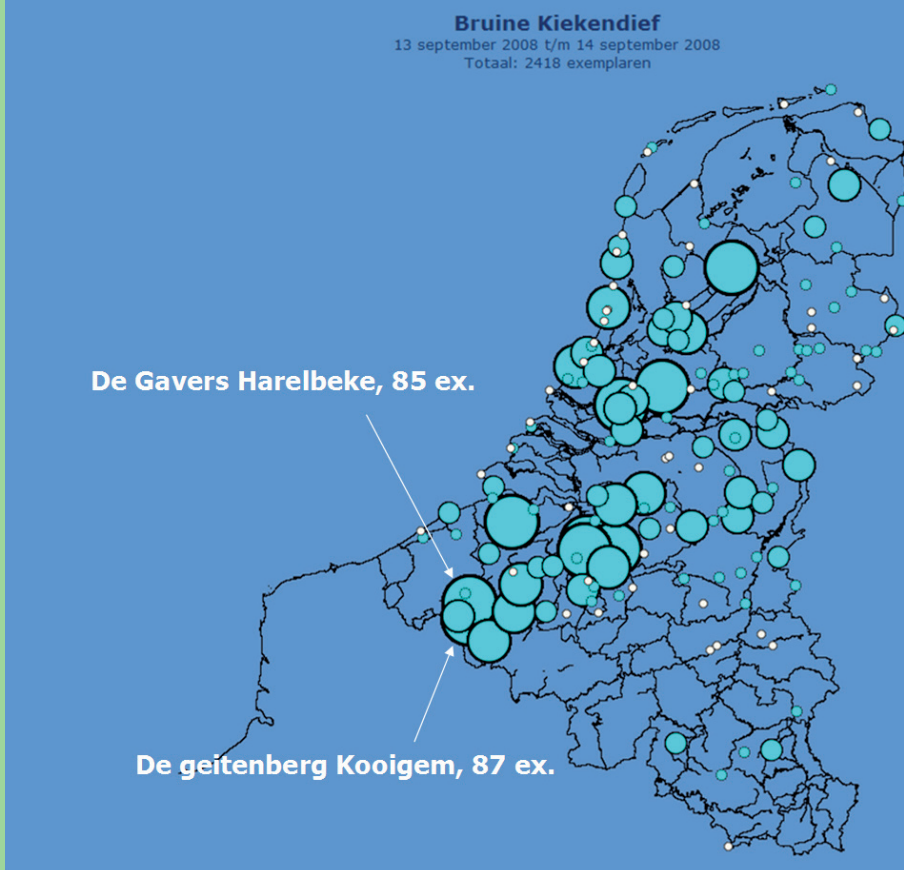 Bruine Kiekendief
13 september 2008 t/m 14 september 2008
Totaal: 2418 exemplaren
De Gavers Harelbeke, 85 ex.
De geitenberg Kooigem, 87 ex.